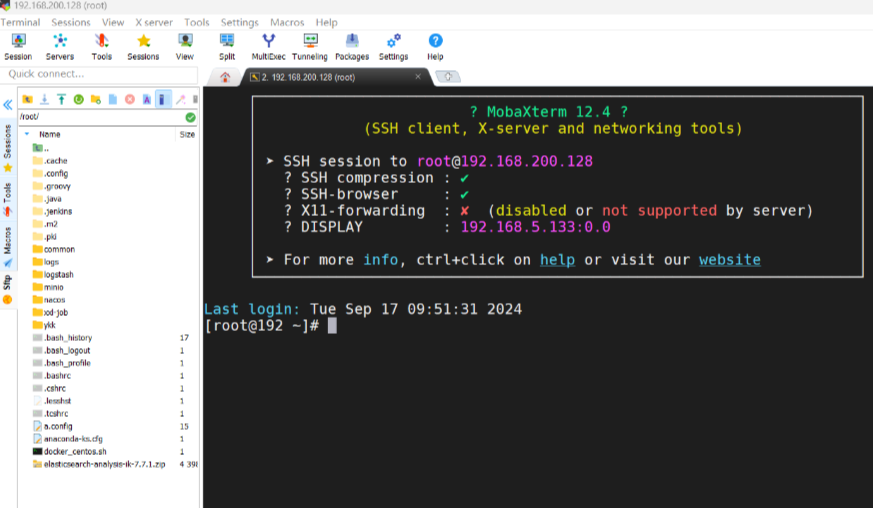 192.168.200.128 (root)
Terminal Sessions View X server Tools Settings Macros Help
Session Servers Tools Sessions View Split MultiExec Tunneling Packages Settings Help
Quick connect...
2. 192.168.200.128 (root)
/root/
Name Size
..
.cache
.config
.groovy
.java
.jenkins
.m2
.pki
common
logs
logstash
minio
nacos
xxl-job
ykk
.bash_history 17
.bash_logout 1
.bash_profile 1
.bashrc 1
.cshrc 1
.lesshst 1
.tcshrc 1
a.config 15
anaconda-ks.cfg 1
docker_centos.sh 1
elasticsearch-analysis-ik-7.7.1.zip 4 398
Sessions
Tools
Macros
Sftp
? MobaXterm 12.4 ?
(SSH client, X-server and networking tools)
➤ SSH session to root@192.168.200.128
? SSH compression : ✔
? SSH-browser : ✔
? X11-forwarding : ✘ (disabled or not supported by server)
? DISPLAY : 192.168.5.133:0.0
➤ For more info, ctrl+click on help or visit our website
Last login: Tue Sep 17 09:51:31 2024
[root@192 ~]#